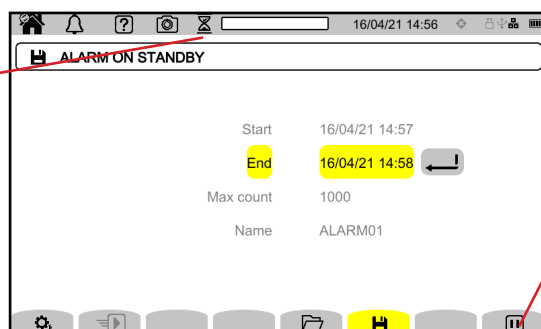 16/04/21 14:56
ALARM ON STANDBY
Start 16/04/21 14:57
End 16/04/21 14:58
Max count 1000
Name ALARM01